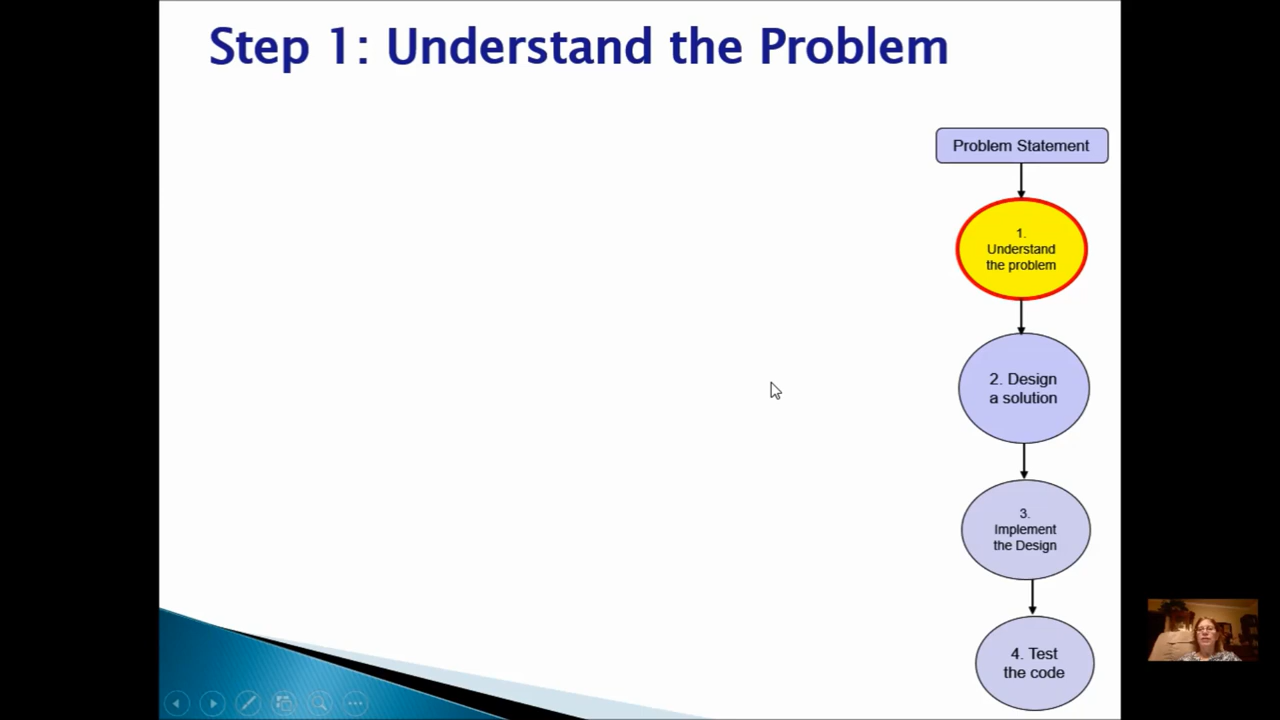 Step 1: Understand the Problem
Problem Statement
1.
Understand
the problem
2. Design
a solution
3.
Implement
the Design
4. Test
the code